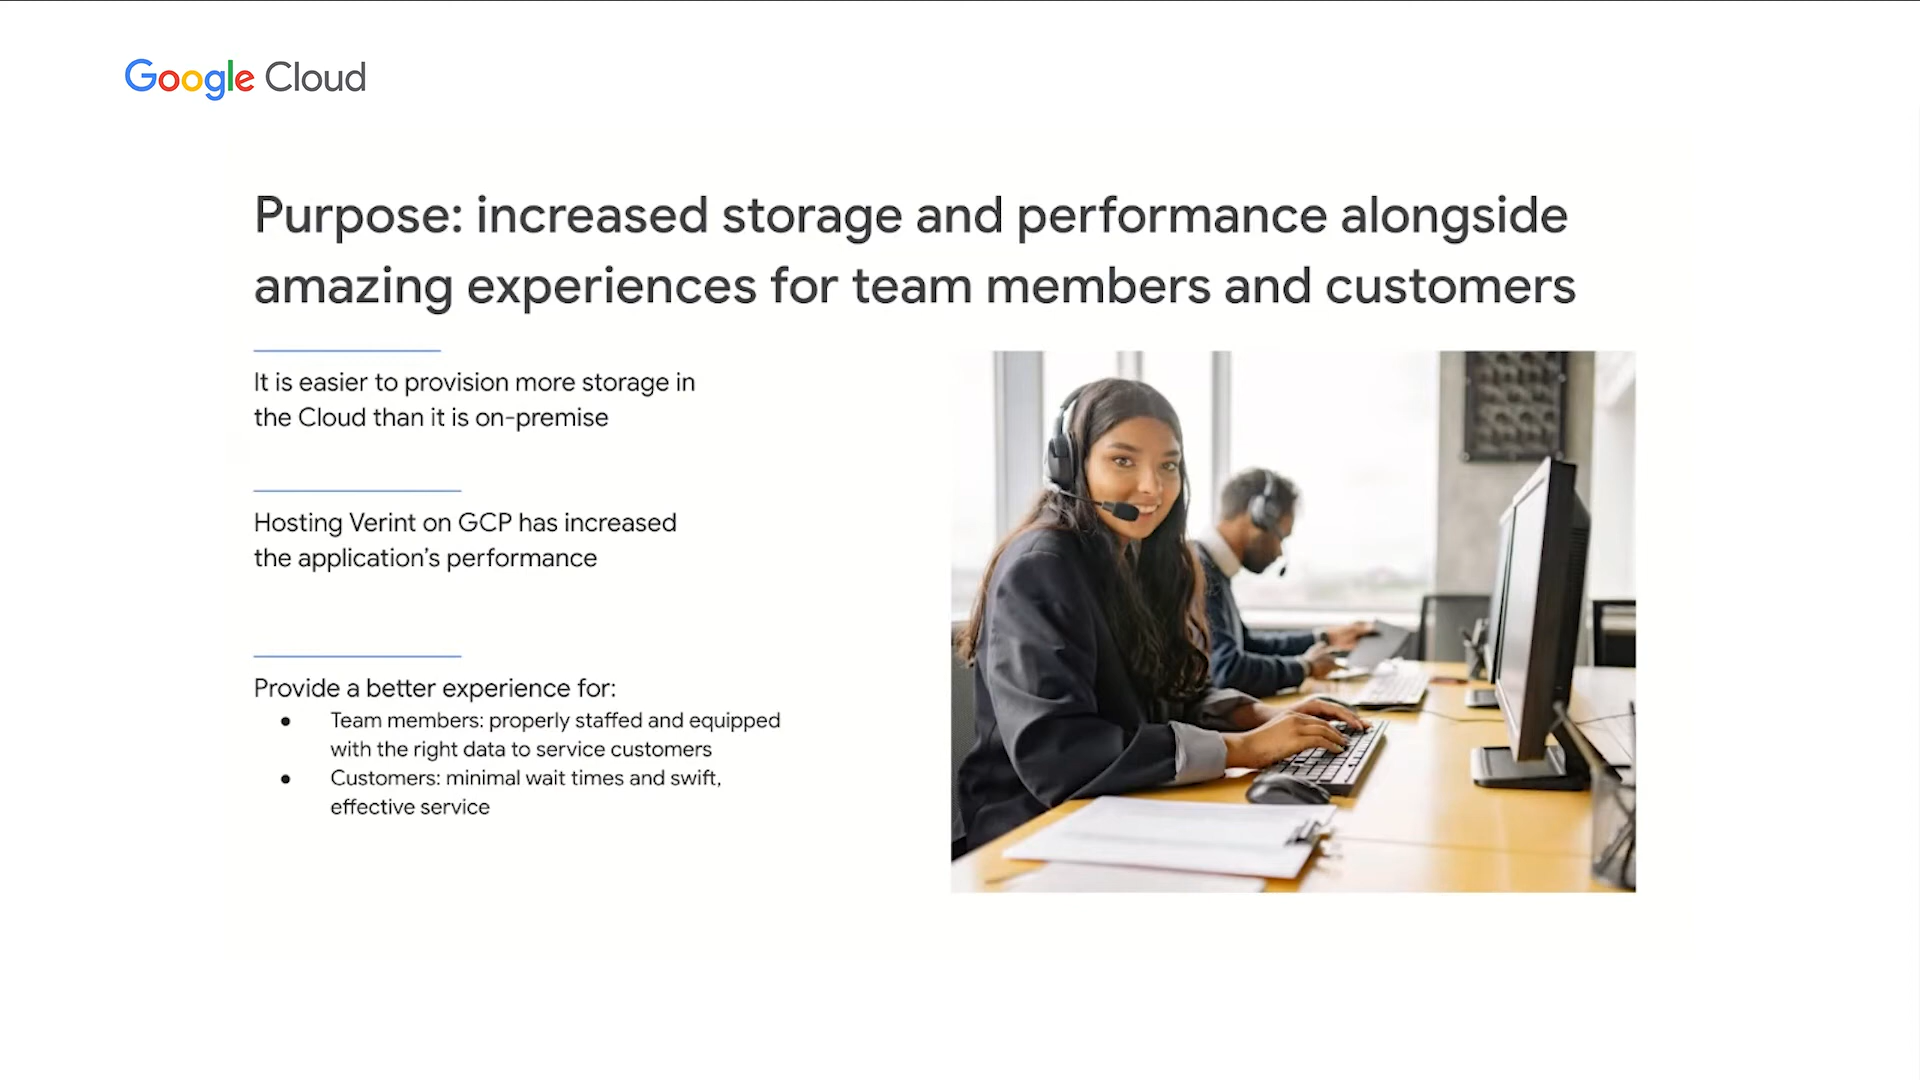 Google Cloud
Purpose: increased storage and performance alongside
amazing experiences for team members and customers
It is easier to provision more storage in
the Cloud than it is on-premise
Hosting Verint on GCP has increased
the application's performance
Provide a better experience for:
● Team members: properly staffed and equipped
with the right data to service customers
● Customers: minimal wait times and swift,
effective service